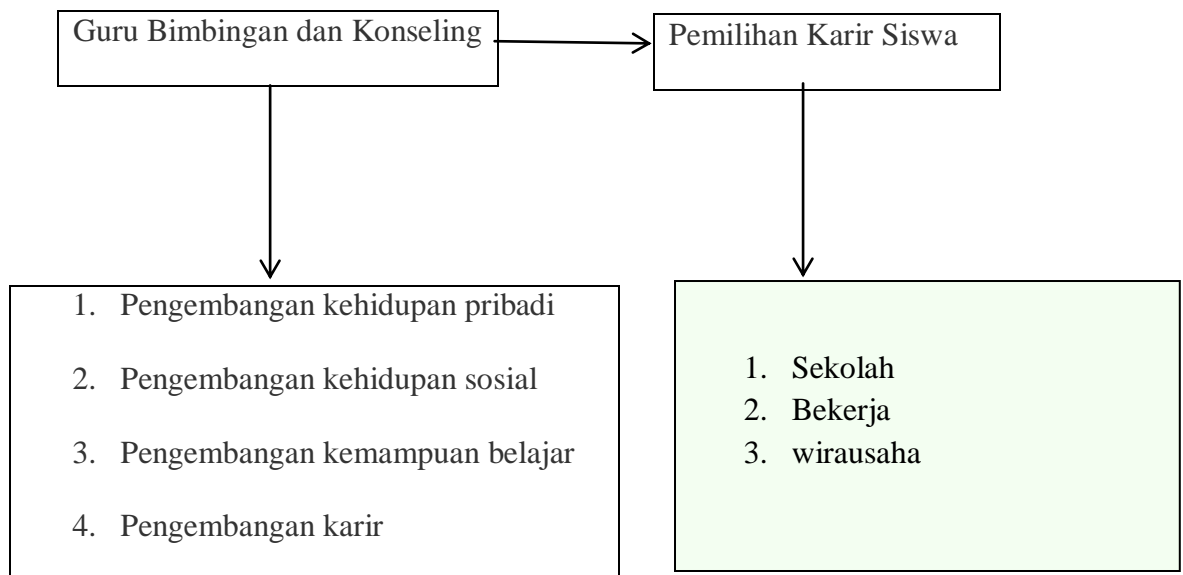 Guru Bimbingan dan Konseling
Pemilihan Karir Siswa
1. Pengembangan kehidupan pribadi
2. Pengembangan kehidupan sosial
3. Pengembangan kemampuan belajar
4. Pengembangan karir
1. Sekolah
2. Bekerja
3. wirausaha